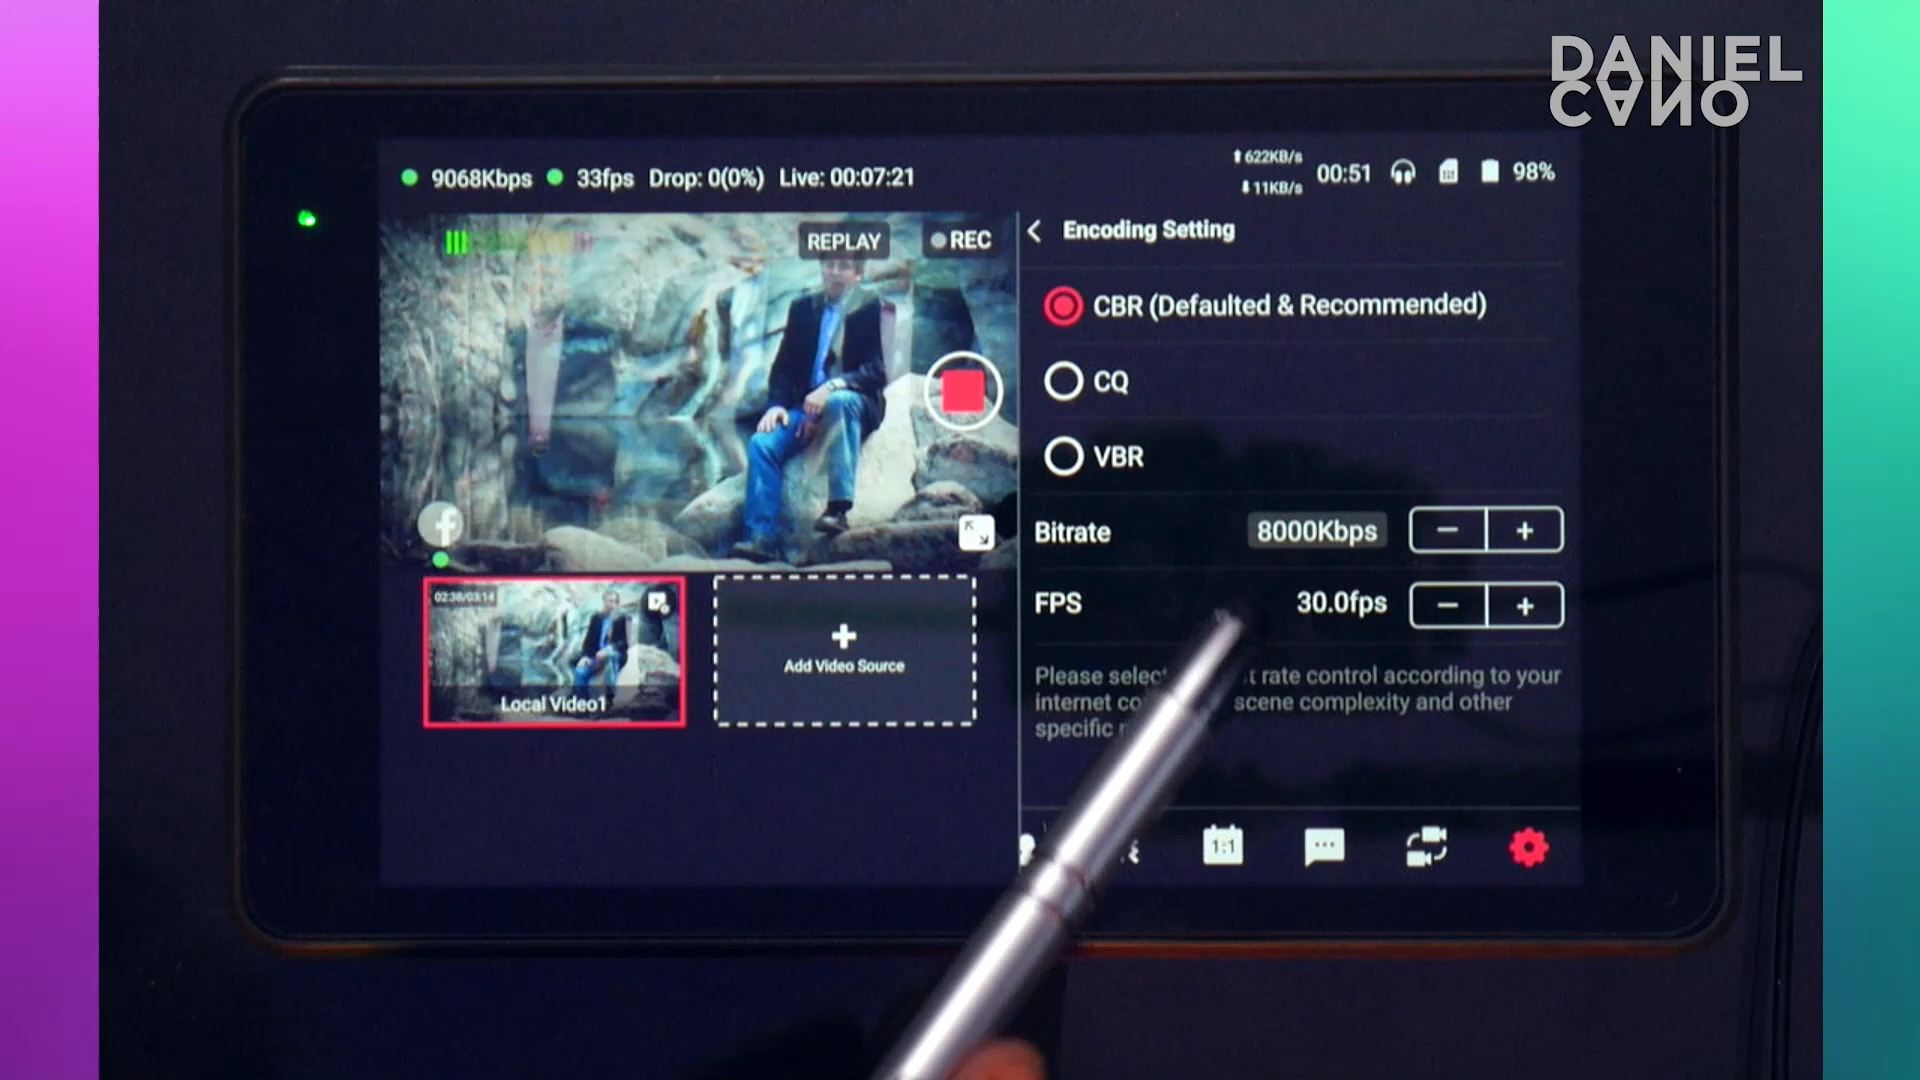 DANIEL
CANO
9068Kbps 33fps Drop: 0(0%) Live: 00:07:21
622KB/s
11KB/s
00:51
98%
REPLAY
REC
Encoding Setting
CBR (Defaulted & Recommended)
CQ
VBR
Bitrate 8000Kbps - +
FPS 30.0fps - +
Please select rate control according to your
internet scene complexity and other
specific
02:38/03:14
Local Video1
+
Add Video Source
1:1